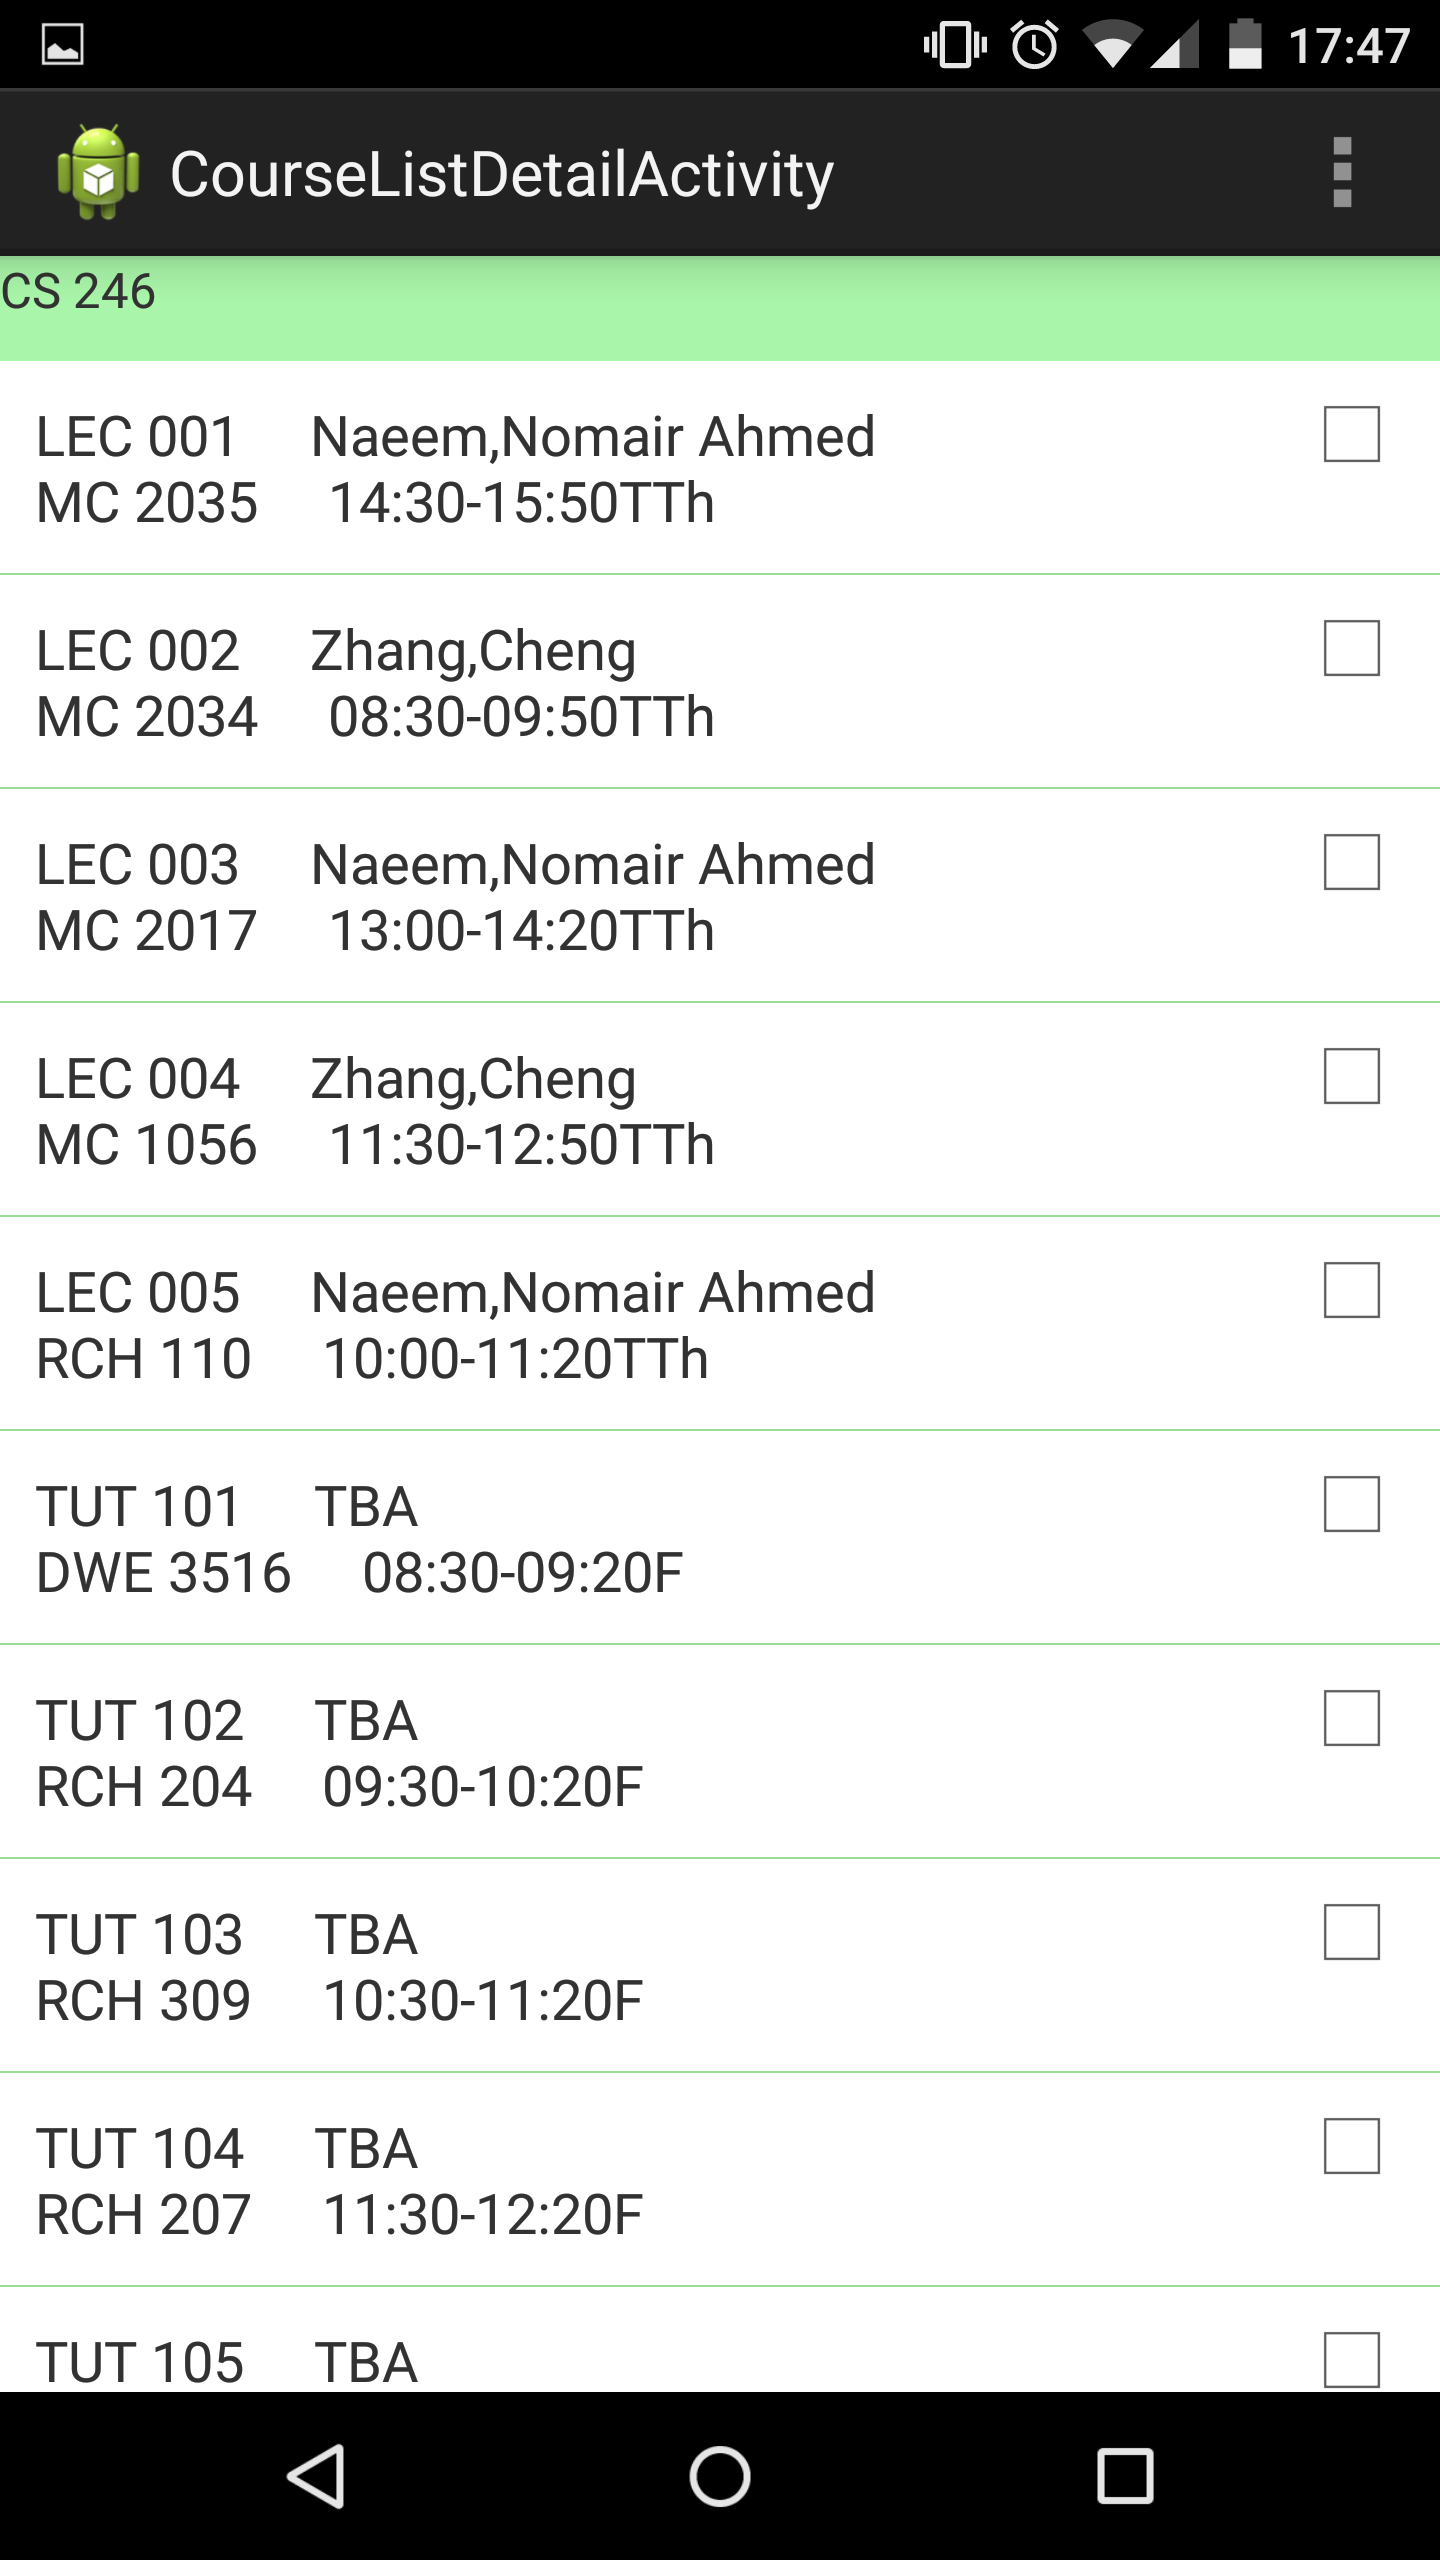 17:47
CourseListDetailActivity
CS 246
LEC 001 Naeem,Nomair Ahmed
MC 2035 14:30-15:50TTh
LEC 002 Zhang,Cheng
MC 2034 08:30-09:50TTh
LEC 003 Naeem,Nomair Ahmed
MC 2017 13:00-14:20TTh
LEC 004 Zhang,Cheng
MC 1056 11:30-12:50TTh
LEC 005 Naeem,Nomair Ahmed
RCH 110 10:00-11:20TTh
TUT 101 TBA
DWE 3516 08:30-09:20F
TUT 102 TBA
RCH 204 09:30-10:20F
TUT 103 TBA
RCH 309 10:30-11:20F
TUT 104 TBA
RCH 207 11:30-12:20F
TUT 105 TBA